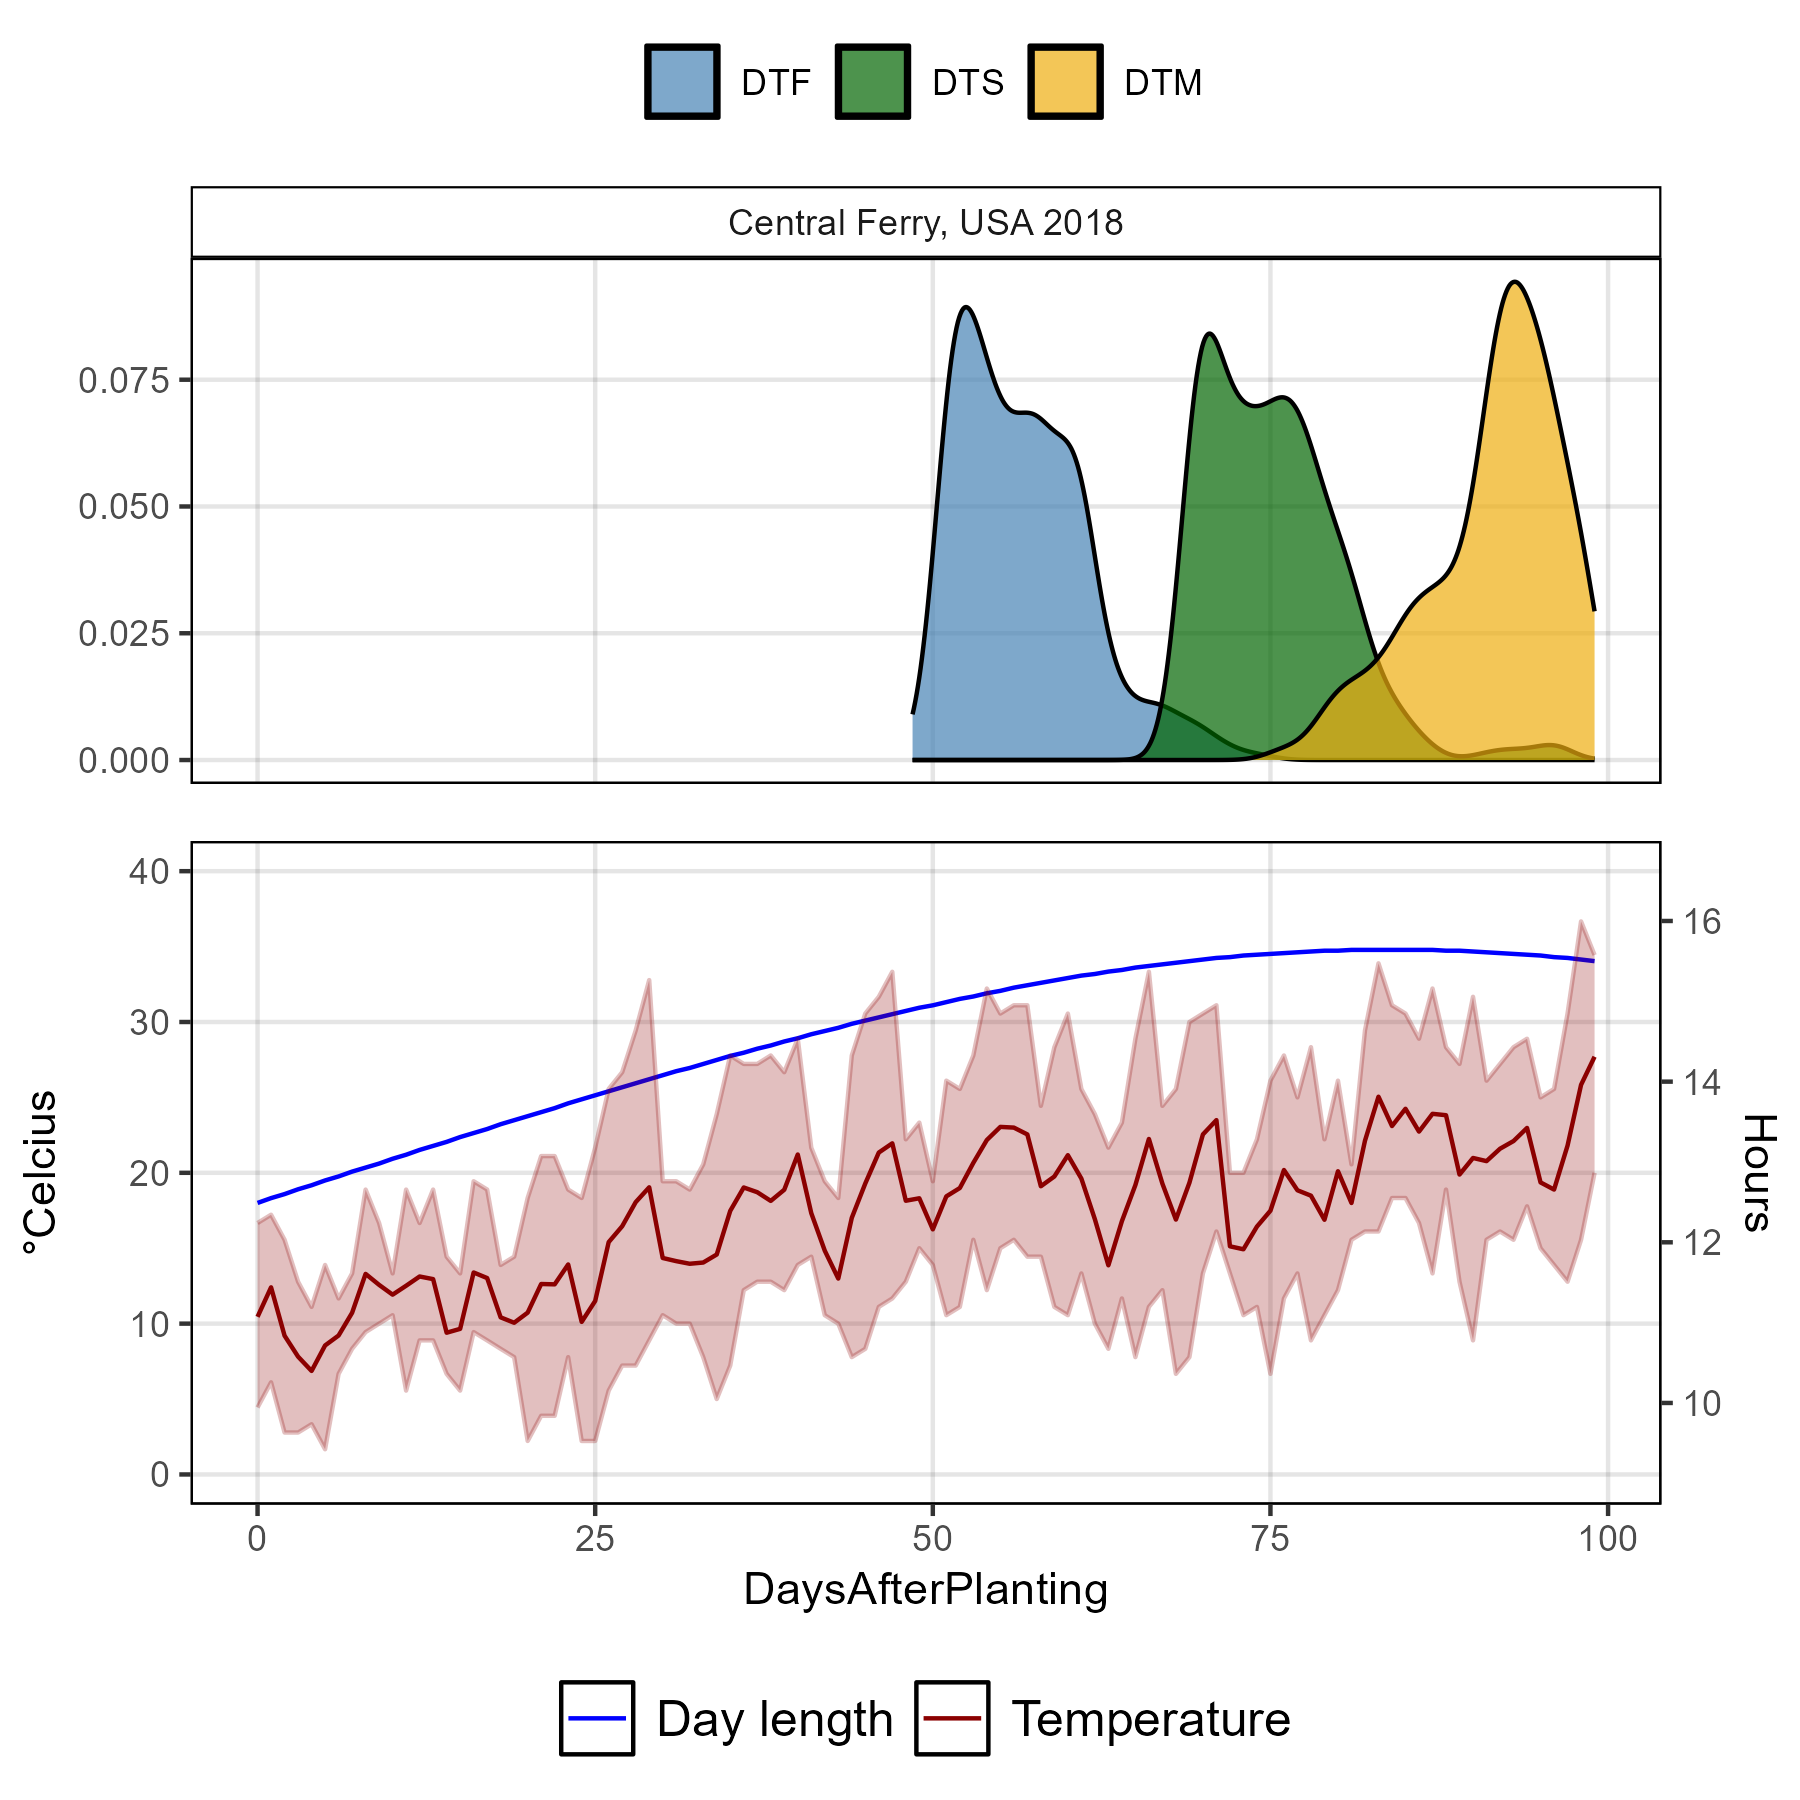 DTF DTS DTM
Central Ferry, USA 2018
0.075
0.050
0.025
0.000
40
30
20
10
0
°Celcius
16
14
12
10
Hours
0 25 50 75 100
DaysAfterPlanting
Day length Temperature